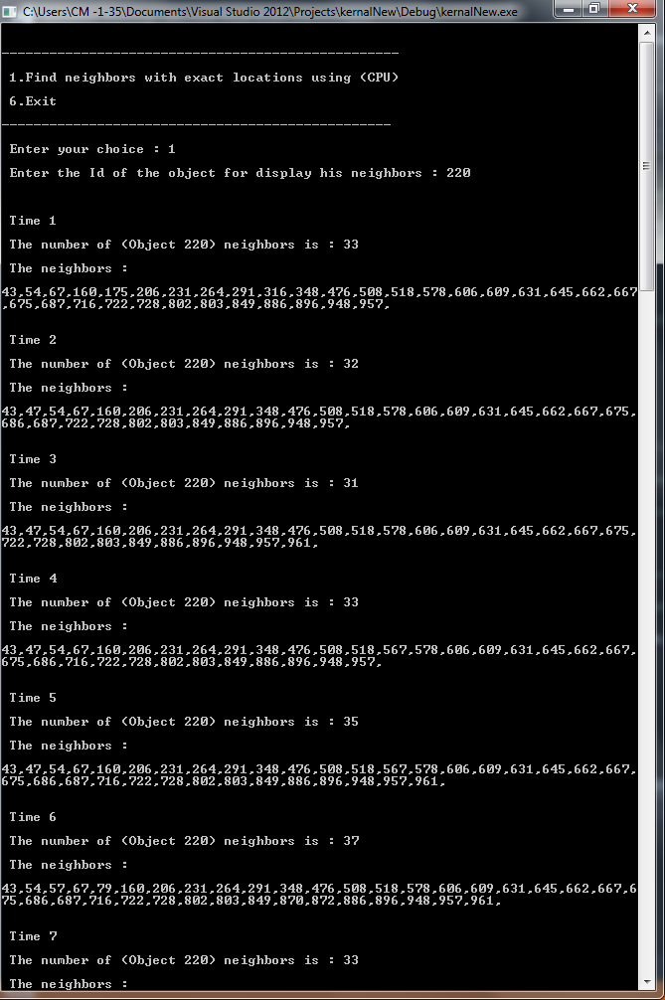 C:\Users\CM -1-35\Documents\Visual Studio 2012\Projects\kernalNew\Debug\kernalNew.exe
--------------------------------------------------
1.Find neighbors with exact locations using (CPU)
6.Exit
-------------------------------------------------
Enter your choice : 1
Enter the Id of the object for display his neighbors : 220
Time 1
The number of (Object 220) neighbors is : 33
The neighbors :
43,54,67,160,175,206,231,264,291,316,348,476,508,518,578,606,609,631,645,662,667
,675,687,716,722,728,802,803,849,886,896,948,957,
Time 2
The number of (Object 220) neighbors is : 32
The neighbors :
43,47,54,67,160,206,231,264,291,348,476,508,518,578,606,609,631,645,662,667,675,
686,687,722,728,802,803,849,886,896,948,957,
Time 3
The number of (Object 220) neighbors is : 31
The neighbors :
43,47,54,67,160,206,231,264,291,348,476,508,518,578,606,609,631,645,662,667,675,
722,728,802,803,849,886,896,948,957,961,
Time 4
The number of (Object 220) neighbors is : 33
The neighbors :
43,47,54,67,160,206,231,264,291,348,476,508,518,567,578,606,609,631,645,662,667,
675,686,716,722,728,802,803,849,886,896,948,957,
Time 5
The number of (Object 220) neighbors is : 35
The neighbors :
43,47,54,67,160,206,231,264,291,348,476,508,518,567,578,606,609,631,645,662,667,
675,686,687,716,722,728,802,803,849,886,896,948,957,961,
Time 6
The number of (Object 220) neighbors is : 37
The neighbors :
43,54,57,67,79,160,206,231,264,291,348,476,508,518,578,606,609,631,645,662,667,6
75,686,687,716,722,728,802,803,849,870,872,886,896,948,957,961,
Time 7
The number of (Object 220) neighbors is : 33
The neighbors :